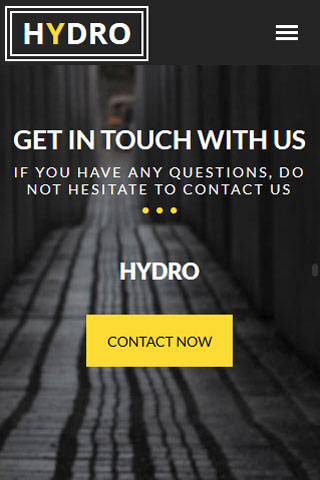 HYDRO
GET IN TOUCH WITH US
IF YOU HAVE ANY QUESTIONS, DO
NOT HESITATE TO CONTACT US
HYDRO
CONTACT NOW